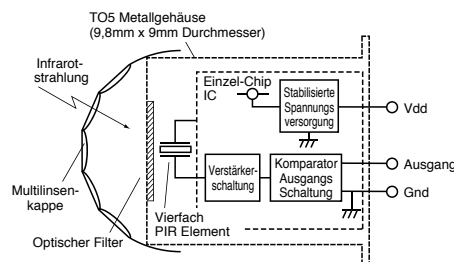 TO5 Metallgehäuse
(9,8mm x 9mm Durchmesser)
Infrarot-
strahlung
Einzel-Chip
IC
Stabilisierte
Spannungs
versorgung
Vdd
Verstärker-
schaltung
Komparator
Ausgangs
Schaltung
Ausgang
Gnd
Multilinsen-
kappe
Vierfach
PIR Element
Optischer Filter